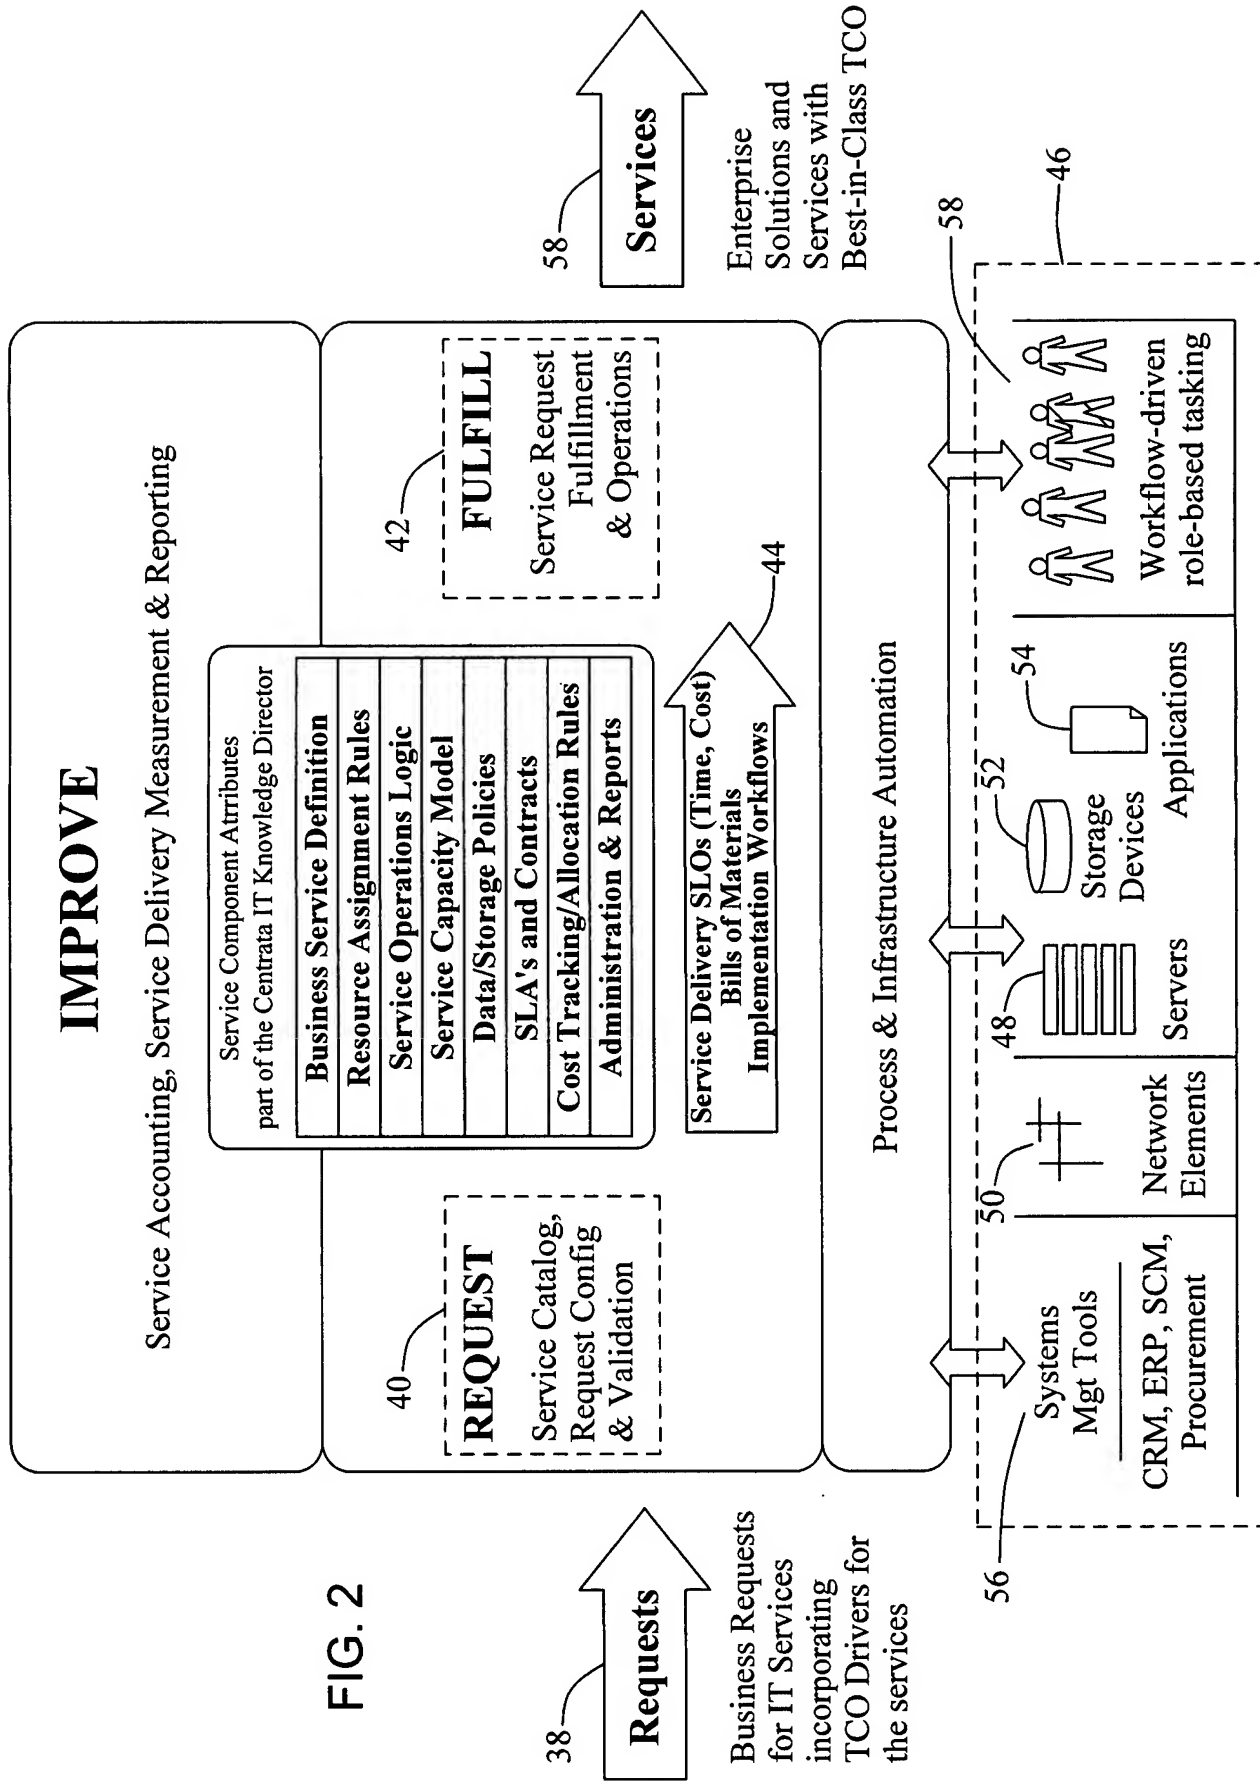 FIG. 2
IMPROVE
Service Accounting, Service Delivery Measurement & Reporting
38
Requests
Business Requests
for IT Services
incorporating
TCO Drivers for
the services
40
REQUEST
Service Catalog,
Request Config
& Validation
Service Component Atrributes
part of the Centrata IT Knowledge Director
Business Service Definition
Resource Assignment Rules
Service Operations Logic
Service Capacity Model
Data/Storage Policies
SLA's and Contracts
Cost Tracking/Allocation Rules
Administration & Reports
Service Delivery SLOs (Time, Cost)
Bills of Materials
Implementation Workflows
44
42
FULFILL
Service Request
Fulfillment
& Operations
58
Services
Enterprise
Solutions and
Services with
Best-in-Class TCO
Process & Infrastructure Automation
56
Systems
Mgt Tools
CRM, ERP, SCM,
Procurement
50
Network
Elements
48
Servers
52
Storage
Devices
54
Applications
58
Workflow-driven
role-based tasking
46